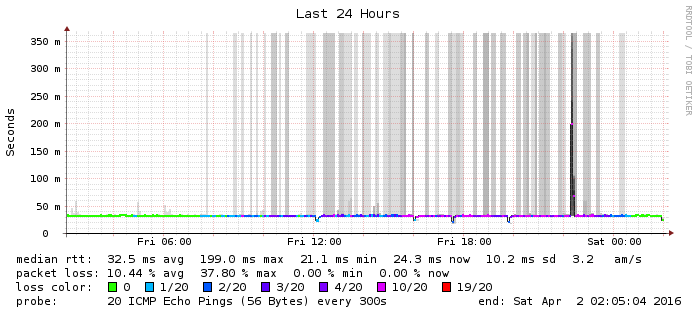 Last 24 Hours
RRDTOOL / TOBI OETIKER
Seconds
350 m
300 m
250 m
200 m
150 m
100 m
50 m
0
Fri 06:00 Fri 12:00 Fri 18:00 Sat 00:00
median rtt: 32.5 ms avg 199.0 ms max 21.1 ms min 24.3 ms now 10.2 ms sd 3.2 am/s
packet loss: 10.44 % avg 37.80 % max 0.00 % min 0.00 % now
loss color: 0 1/20 2/20 3/20 4/20 10/20 19/20
probe: 20 ICMP Echo Pings (56 Bytes) every 300s end: Sat Apr 2 02:05:04 2016